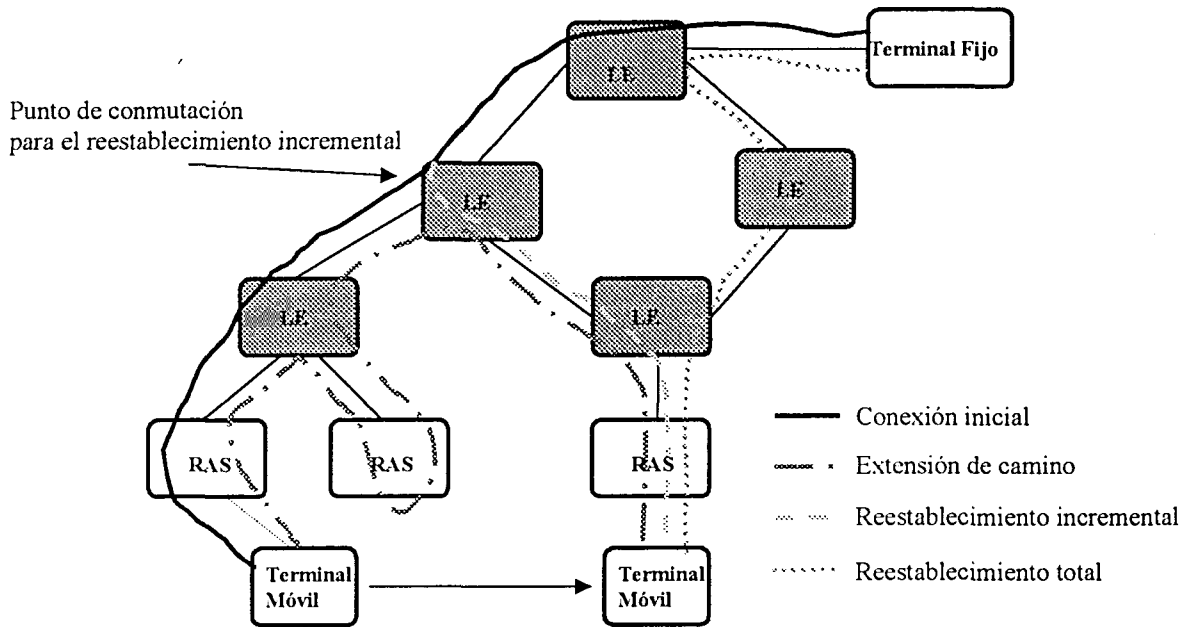 Terminal Fijo
LE
Punto de conmutación
para el reestablecimiento incremental
LE
LE
LE
LE
RAS
RAS
RAS
Conexión inicial
Extensión de camino
Reestablecimiento incremental
Reestablecimiento total
Terminal
Móvil
Terminal
Móvil